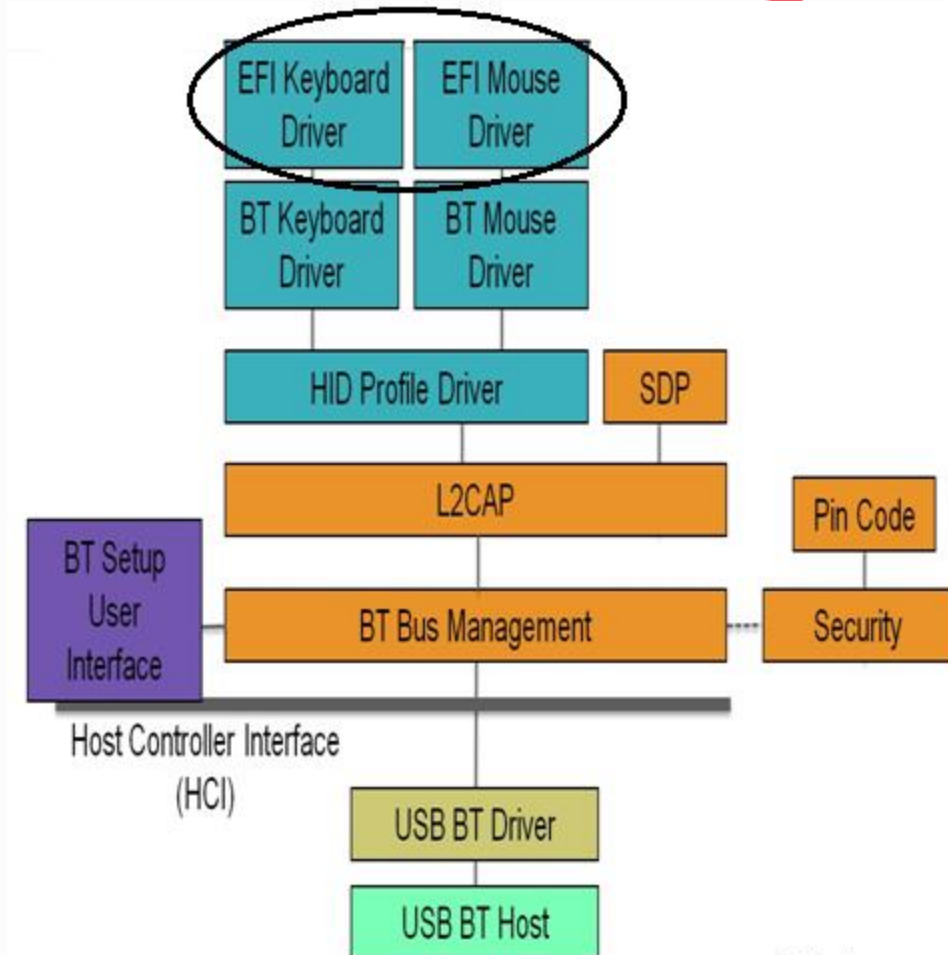 EFI Keyboard
Driver
EFI Mouse
Driver
BT Keyboard
Driver
BT Mouse
Driver
HID Profile Driver
SDP
L2CAP
Pin Code
BT Setup
User
Interface
BT Bus Management
Security
Host Controller Interface
(HCI)
USB BT Driver
USB BT Host